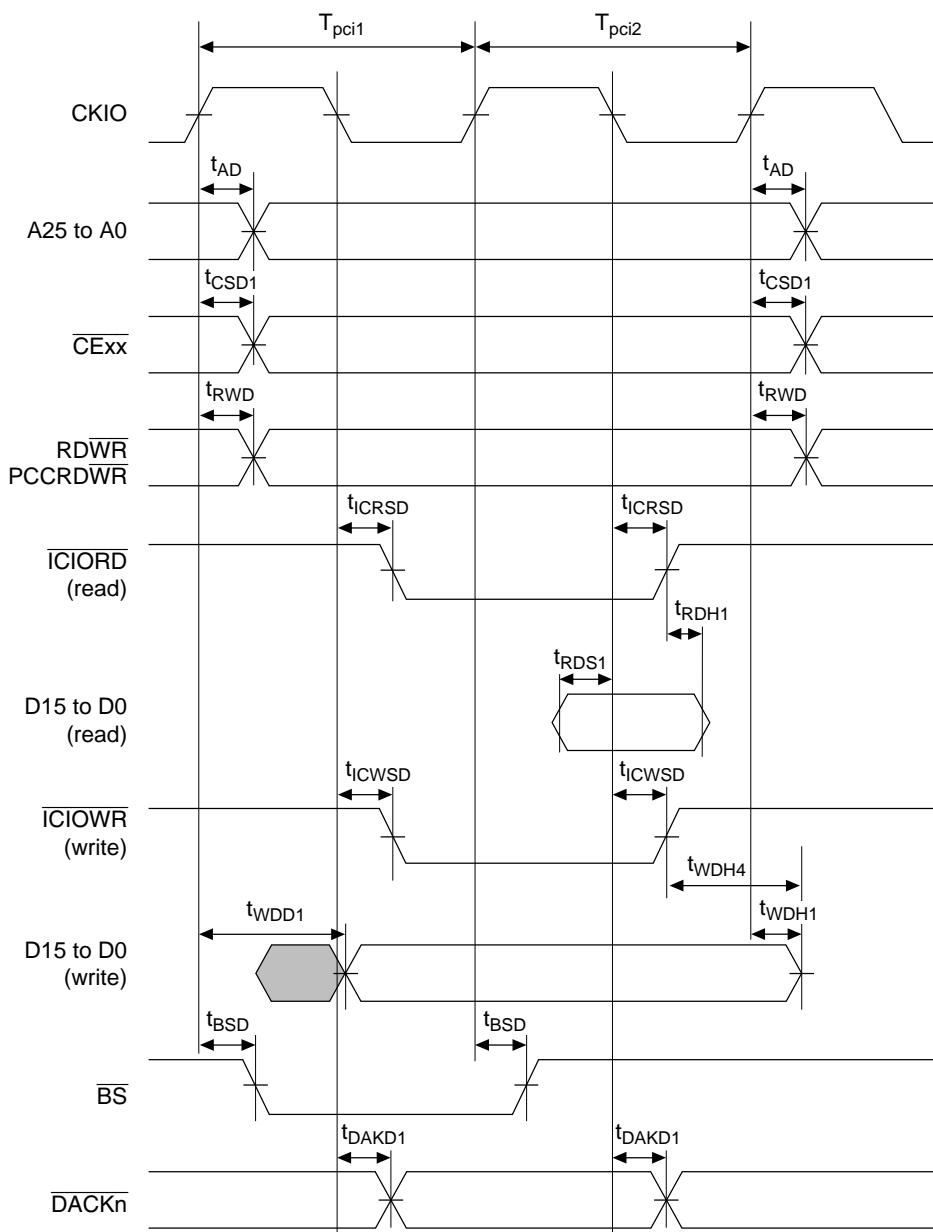 Tpci1 Tpci2
CKIO
tAD tAD
A25 to A0
tCSD1 tCSD1
CExx
tRWD tRWD
RDWR
PCCRDWR
tICRSD tICRSD
ICIORD
(read)
tRDH1
tRDS1
D15 to D0
(read)
tICWSD tICWSD
ICIOWR
(write)
tWDH4
tWDD1 tWDH1
D15 to D0
(write)
tBSD tBSD
BS
tDAKD1 tDAKD1
DACKn